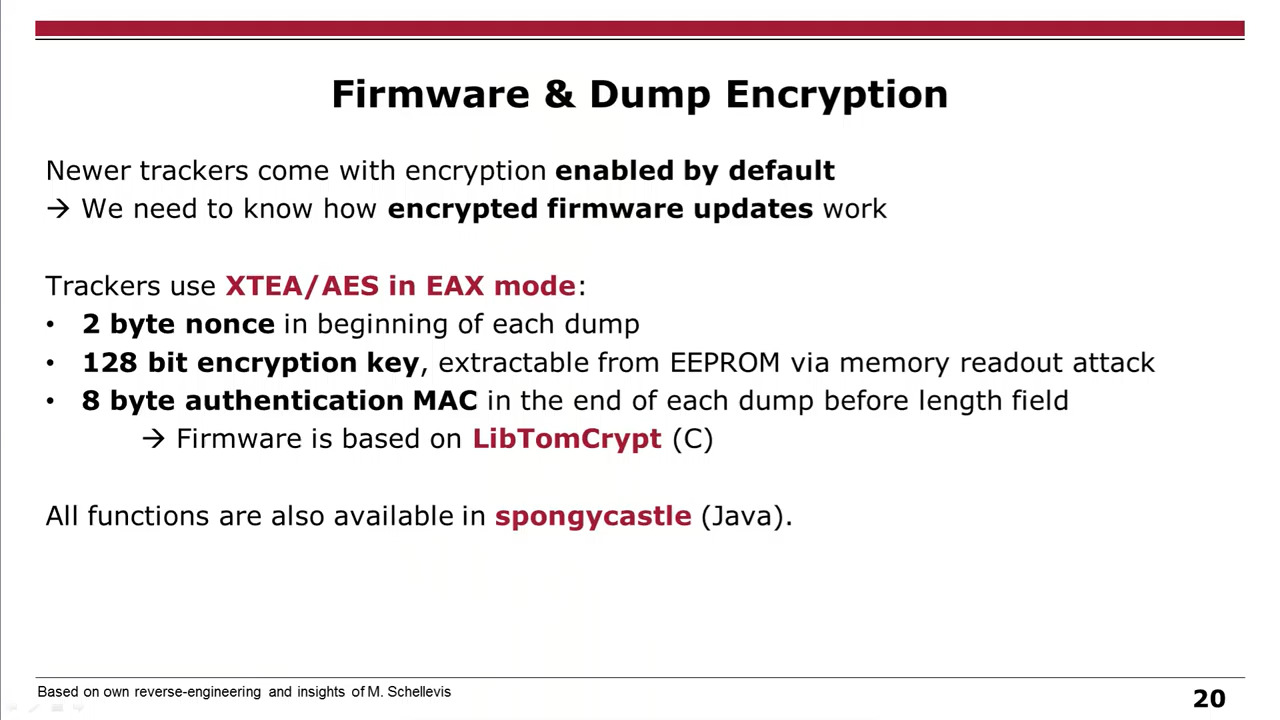 Firmware & Dump Encryption
Newer trackers come with encryption enabled by default
→ We need to know how encrypted firmware updates work
Trackers use XTEA/AES in EAX mode:
• 2 byte nonce in beginning of each dump
• 128 bit encryption key, extractable from EEPROM via memory readout attack
• 8 byte authentication MAC in the end of each dump before length field
→ Firmware is based on LibTomCrypt (C)
All functions are also available in spongycastle (Java).
Based on own reverse-engineering and insights of M. Schellevis
20